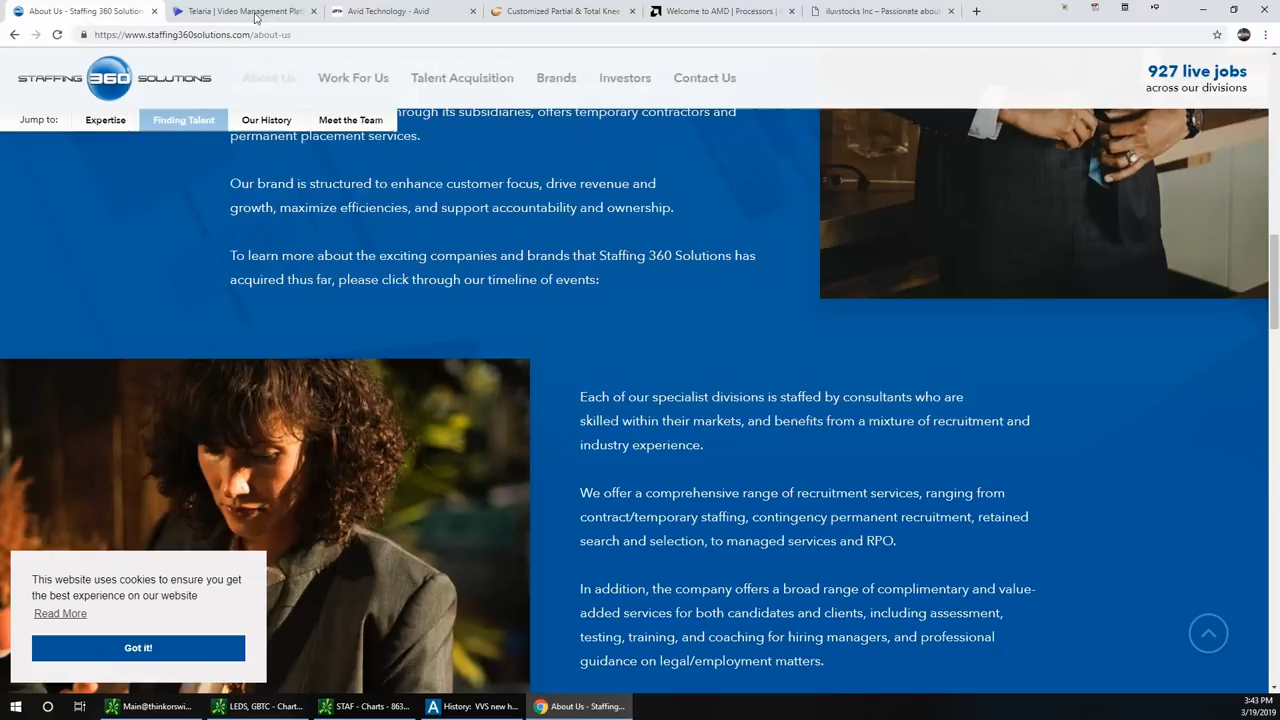 About Us - Staffing 360 Solution
Telaria | Video Management Plat
Avid Technology - Avid
Customized Partial & Total Knee
Welcome to AMD | Processors |
iluvstocks Inc – Passionate about
https://www.staffing360solutions.com/about-us
STAFFING 360 SOLUTIONS
About Us
Work For Us
Talent Acquisition
Brands
Investors
Contact Us
927 live jobs
across our divisions
Jump to:
Expertise
Finding Talent
Our History
Meet the Team
hrough its subsidiaries, offers temporary contractors and
permanent placement services.
Our brand is structured to enhance customer focus, drive revenue and
growth, maximize efficiencies, and support accountability and ownership.
To learn more about the exciting companies and brands that Staffing 360 Solutions has
acquired thus far, please click through our timeline of events:
Each of our specialist divisions is staffed by consultants who are
skilled within their markets, and benefits from a mixture of recruitment and
industry experience.
We offer a comprehensive range of recruitment services, ranging from
contract/temporary staffing, contingency permanent recruitment, retained
search and selection, to managed services and RPO.
In addition, the company offers a broad range of complimentary and value-
added services for both candidates and clients, including assessment,
testing, training, and coaching for hiring managers, and professional
guidance on legal/employment matters.
This website uses cookies to ensure you get
the best experience on our website
Read More
Got it!
Main@thinkorswi...
LEDS, GBTC - Chart...
STAF - Charts - 863...
History: VVS new h...
About Us - Staffing...
3:43 PM
3/19/2019